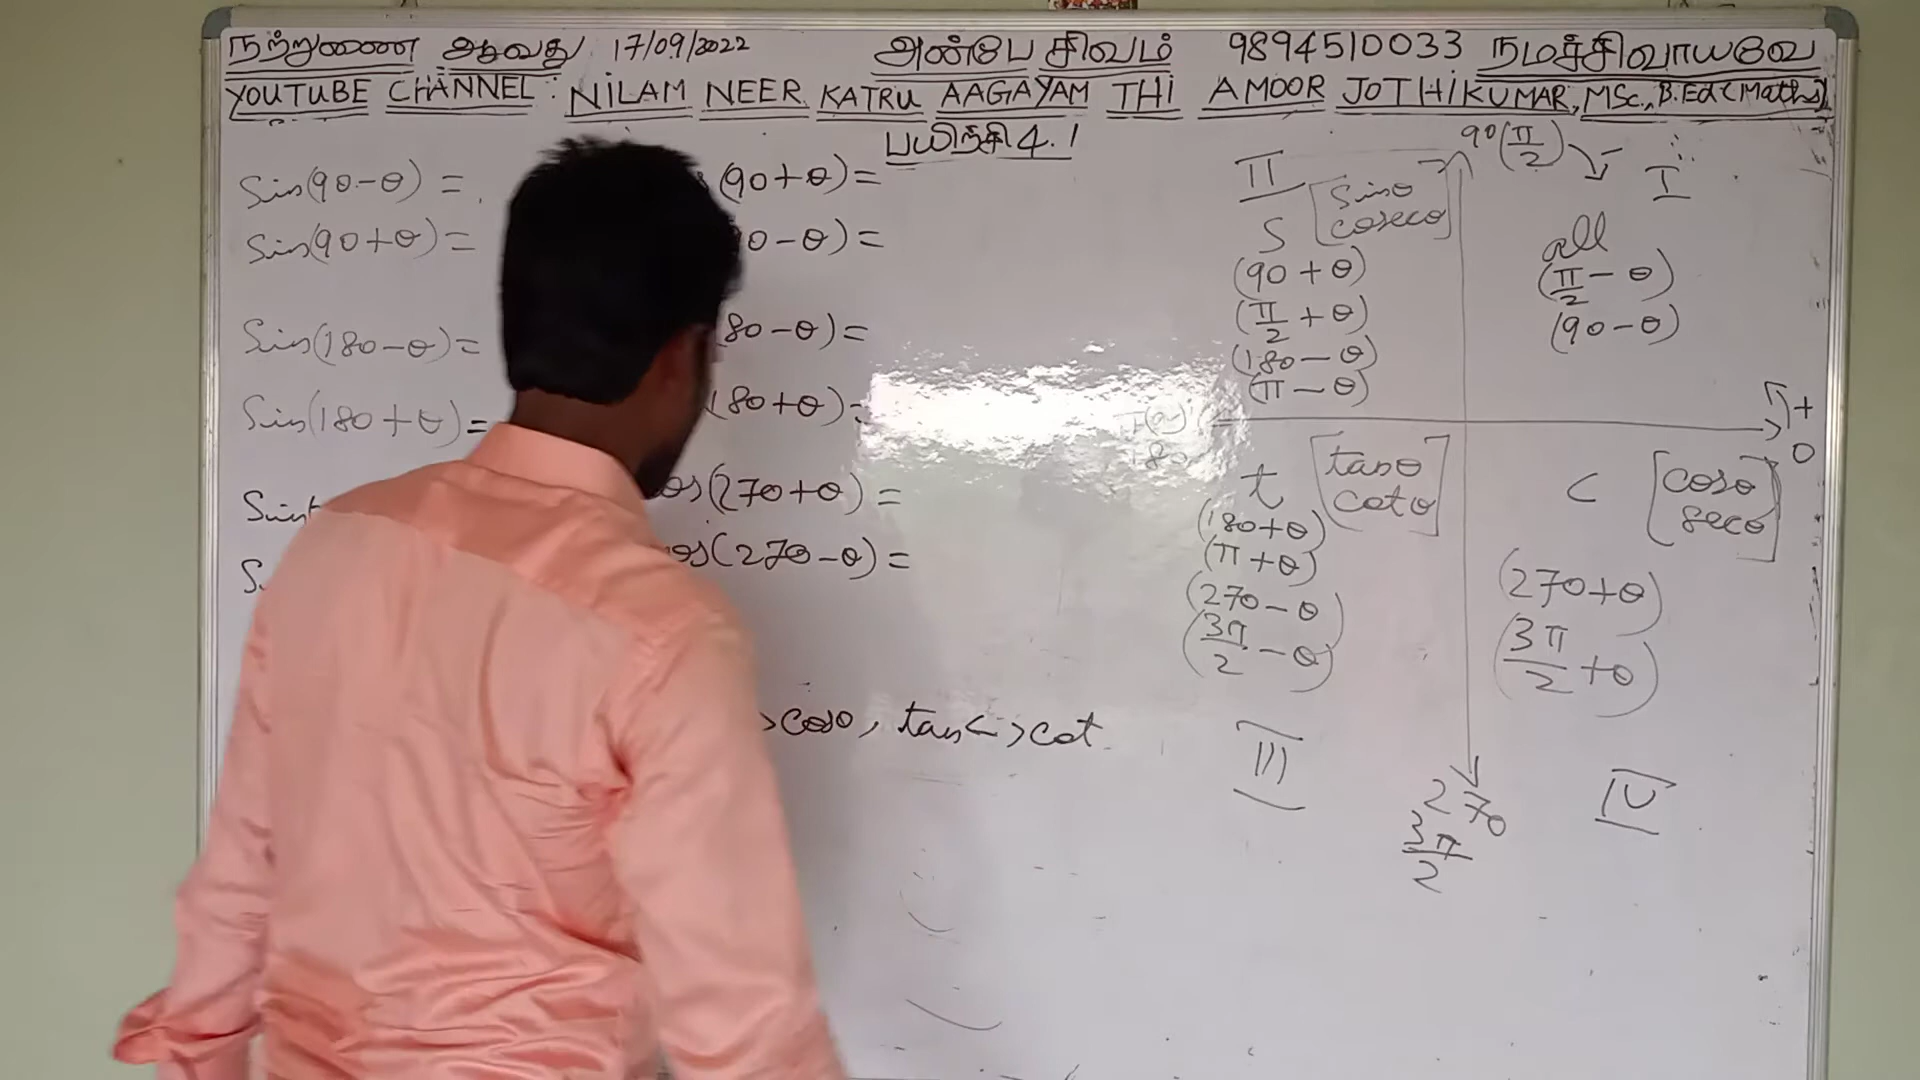 நற்றுணை ஆவது 17/09/2022 அன்பே சிவம் 9894510033 நமச்சிவாயவே
YOUTUBE CHANNEL : NILAM NEER KATRU AAGAYAM THI AMOOR JOTHIKUMAR, MSc., B.Ed (Maths)
பயிற்சி 4.1
Sin(90-θ) =
Sin(90+θ) =
Sin(180-θ) =
Sin(180+θ) =
(90+θ) =
0-θ) =
80-θ) =
180+θ) =
os(270+θ) =
os(270-θ) =
>cosθ, tan<>cot
90 (π/2)
II
S [sinθ
cosecθ]
(90+θ)
(π/2 + θ)
(180-θ)
(π-θ)
I
all
(π/2 - θ)
(90-θ)
+
0
180
t [tanθ
cotθ]
(180+θ)
(π+θ)
(270-θ)
(3π/2 - θ)
III
C [cosθ
secθ]
(270+θ)
(3π/2 + θ)
IV
270
3π/2